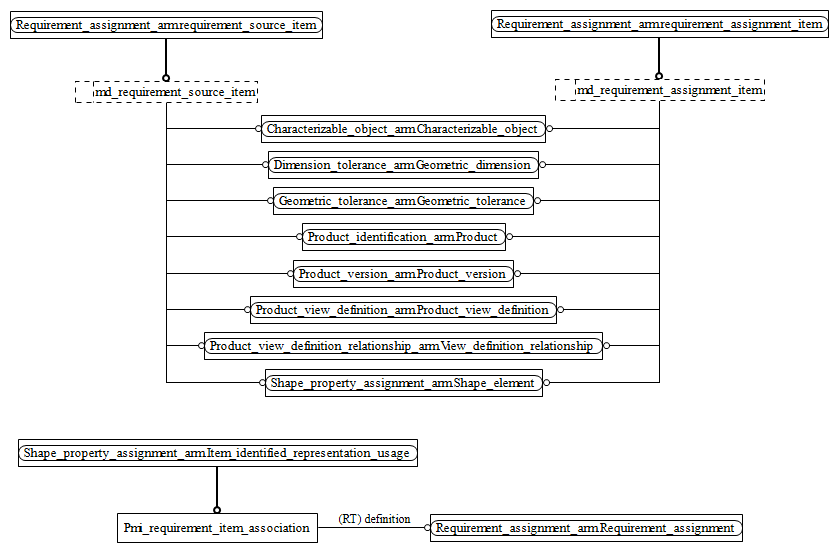 Requirement_assignment_arm.requirement_source_item
Requirement_assignment_arm.requirement_assignment_item
md_requirement_source_item
md_requirement_assignment_item
Characterizable_object_arm.Characterizable_object
Dimension_tolerance_arm.Geometric_dimension
Geometric_tolerance_arm.Geometric_tolerance
Product_identification_arm.Product
Product_version_arm.Product_version
Product_view_definition_arm.Product_view_definition
Product_view_definition_relationship_arm.View_definition_relationship
Shape_property_assignment_arm.Shape_element
Shape_property_assignment_arm.Item_identified_representation_usage
Pmi_requirement_item_association
(RT) definition
Requirement_assignment_arm.Requirement_assignment